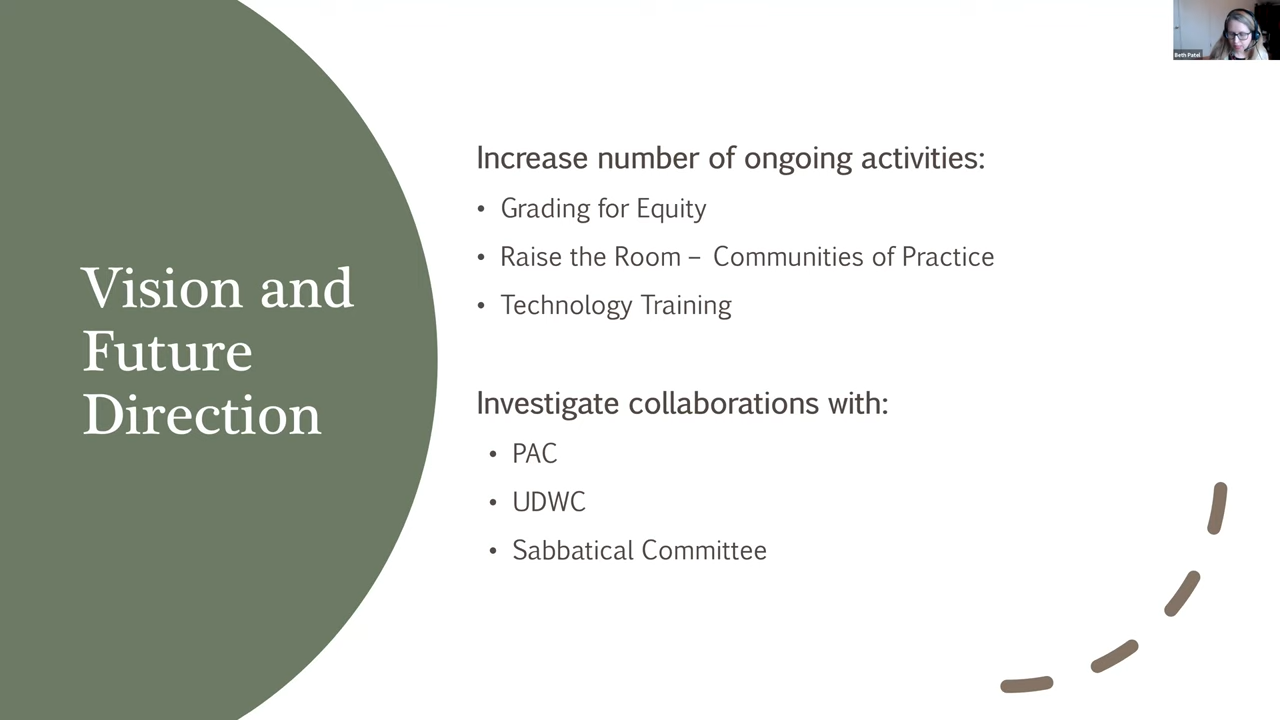 Beth Patel
Vision and
Future
Direction
Increase number of ongoing activities:
• Grading for Equity
• Raise the Room – Communities of Practice
• Technology Training
Investigate collaborations with:
• PAC
• UDWC
• Sabbatical Committee